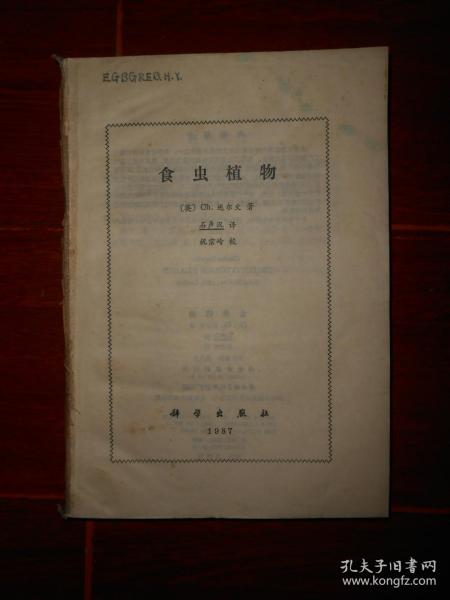 EGBGREO.H.Y.
食虫植物
〔英〕Ch.达尔文 著
石声汉 译
祝宗岭 校
科学出版社
1987
孔夫子旧书网
www.kongfz.com